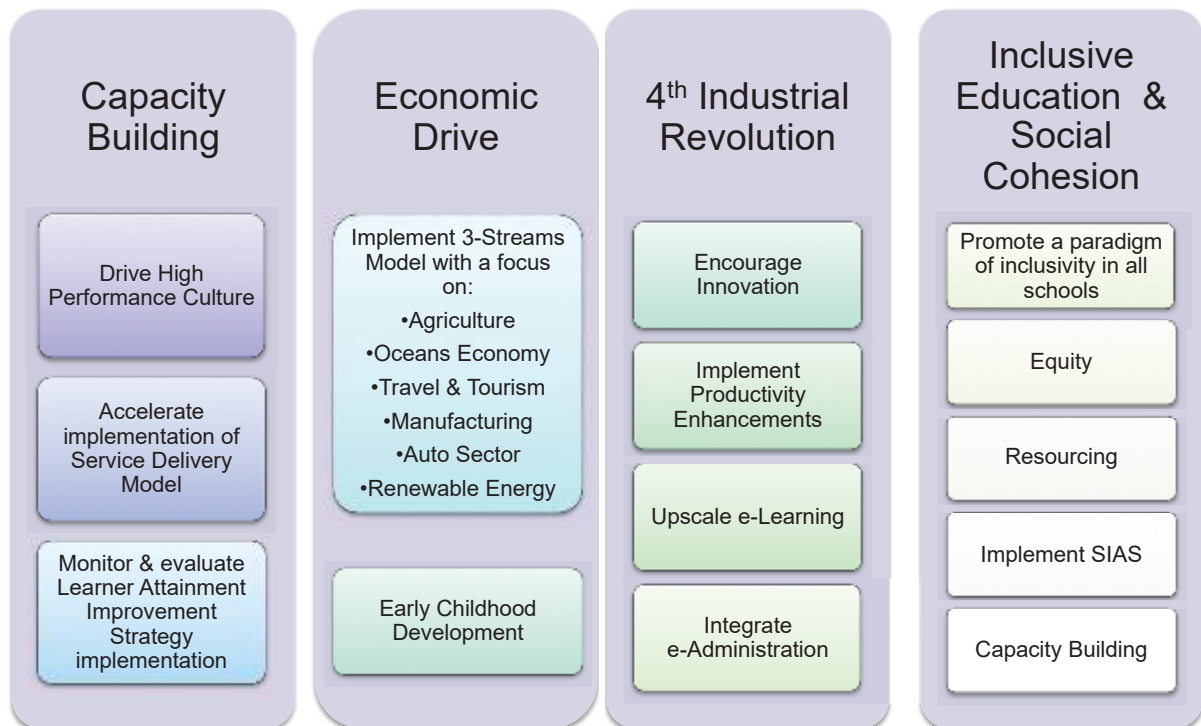 Capacity
Building
Drive High
Performance Culture
Accelerate
implementation of
Service Delivery
Model
Monitor & evaluate
Learner Attainment
Improvement
Strategy
implementation
Economic
Drive
Implement 3-Streams
Model with a focus
on:
•Agriculture
•Oceans Economy
•Travel & Tourism
•Manufacturing
•Auto Sector
•Renewable Energy
Early Childhood
Development
4th Industrial
Revolution
Encourage
Innovation
Implement
Productivity
Enhancements
Upscale e-Learning
Integrate
e-Administration
Inclusive
Education &
Social
Cohesion
Promote a paradigm
of inclusivity in all
schools
Equity
Resourcing
Implement SIAS
Capacity Building